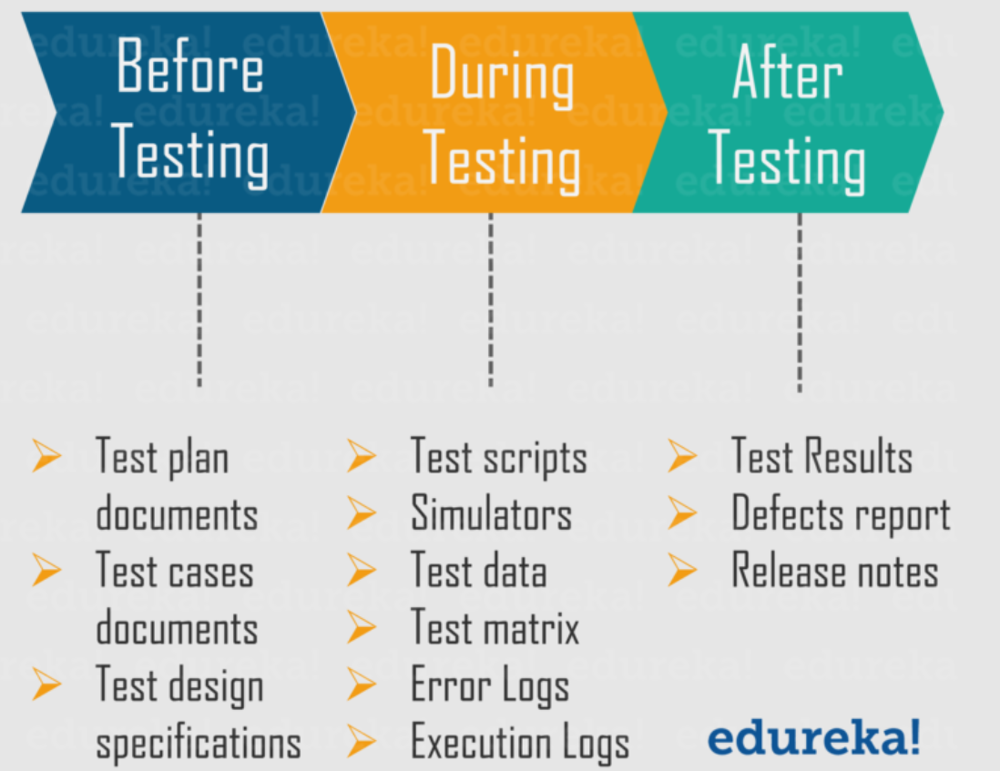 Before
Testing
During
Testing
After
Testing
Test plan
documents
Test cases
documents
Test design
specifications
Test scripts
Simulators
Test data
Test matrix
Error Logs
Execution Logs
Test Results
Defects report
Release notes
edureka!